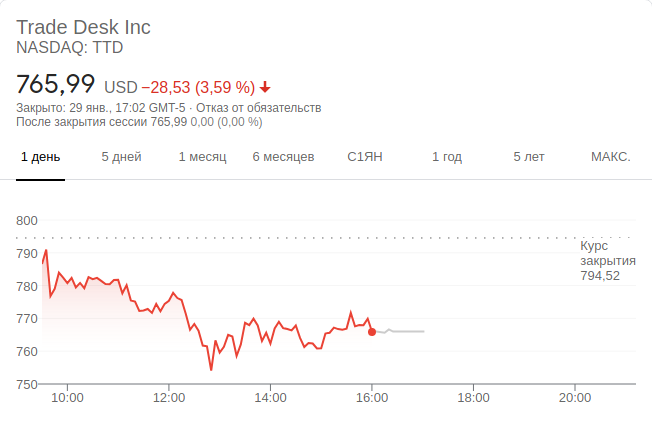 Trade Desk Inc
NASDAQ: TTD
765,99 USD −28,53 (3,59 %)
Закрыто: 29 янв., 17:02 GMT-5 · Отказ от обязательств
После закрытия сессии 765,99 0,00 (0,00 %)
1 день 5 дней 1 месяц 6 месяцев С1ЯН 1 год 5 лет МАКС.
800
790
780
770
760
750
Курс
закрытия
794,52
10:00 12:00 14:00 16:00 18:00 20:00